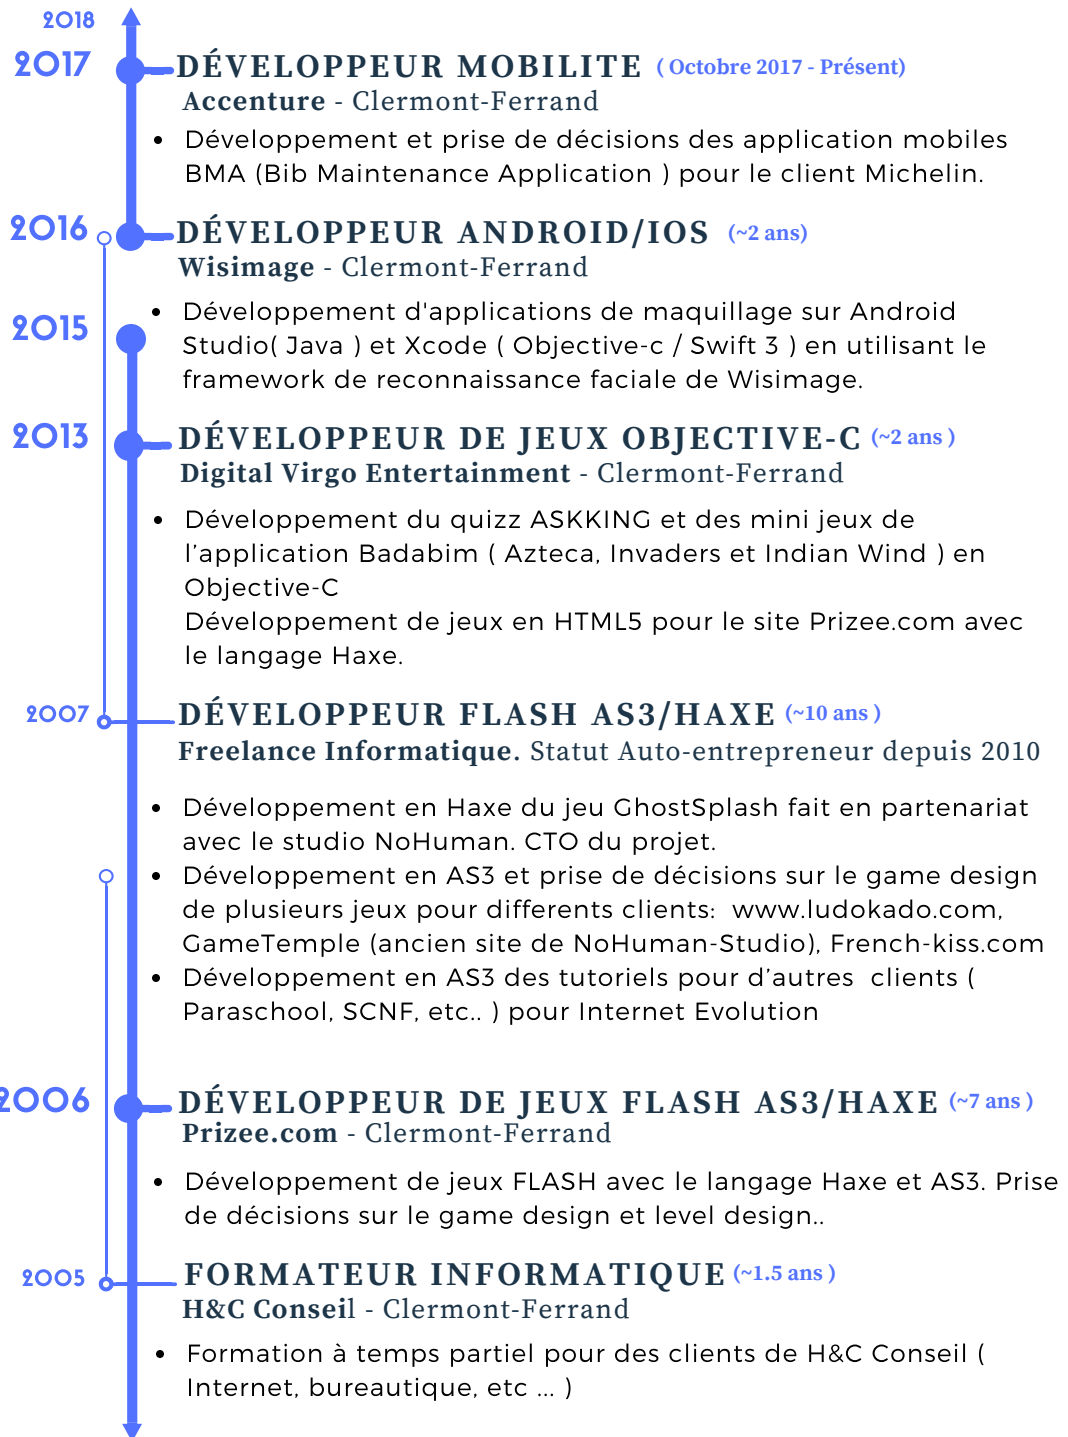 2018
2017
DÉVELOPPEUR MOBILITE ( Octobre 2017 - Présent)
Accenture - Clermont-Ferrand
• Développement et prise de décisions des application mobiles
BMA (Bib Maintenance Application ) pour le client Michelin.
2016
DÉVELOPPEUR ANDROID/IOS (~2 ans)
Wisimage - Clermont-Ferrand
2015
• Développement d'applications de maquillage sur Android
Studio( Java ) et Xcode ( Objective-c / Swift 3 ) en utilisant le
framework de reconnaissance faciale de Wisimage.
2013
DÉVELOPPEUR DE JEUX OBJECTIVE-C (~2 ans )
Digital Virgo Entertainment - Clermont-Ferrand
• Développement du quizz ASKKING et des mini jeux de
l’application Badabim ( Azteca, Invaders et Indian Wind ) en
Objective-C
Développement de jeux en HTML5 pour le site Prizee.com avec
le langage Haxe.
2007
DÉVELOPPEUR FLASH AS3/HAXE (~10 ans )
Freelance Informatique. Statut Auto-entrepreneur depuis 2010
• Développement en Haxe du jeu GhostSplash fait en partenariat
avec le studio NoHuman. CTO du projet.
• Développement en AS3 et prise de décisions sur le game design
de plusieurs jeux pour differents clients:  www.ludokado.com,
GameTemple (ancien site de NoHuman-Studio), French-kiss.com
• Développement en AS3 des tutoriels pour d’autres  clients (
Paraschool, SCNF, etc.. ) pour Internet Evolution
2006
DÉVELOPPEUR DE JEUX FLASH AS3/HAXE (~7 ans )
Prizee.com - Clermont-Ferrand
• Développement de jeux FLASH avec le langage Haxe et AS3. Prise
de décisions sur le game design et level design..
2005
FORMATEUR INFORMATIQUE (~1.5 ans )
H&C Conseil - Clermont-Ferrand
• Formation à temps partiel pour des clients de H&C Conseil (
Internet, bureautique, etc ... )